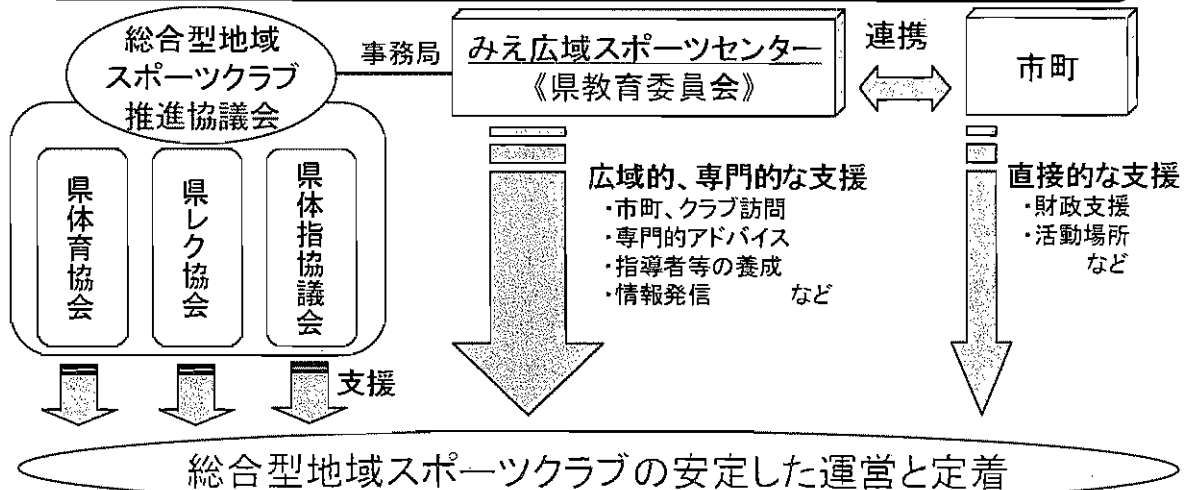 総合型地域
スポーツクラブ
推進協議会
事務局
みえ広域スポーツセンター
《県教育委員会》
連携
市町
県体育協会
県レク協会
県体指協議会
支援
広域的、専門的な支援
・市町、クラブ訪問
・専門的アドバイス
・指導者等の養成
・情報発信 など
直接的な支援
・財政支援
・活動場所
など
総合型地域スポーツクラブの安定した運営と定着